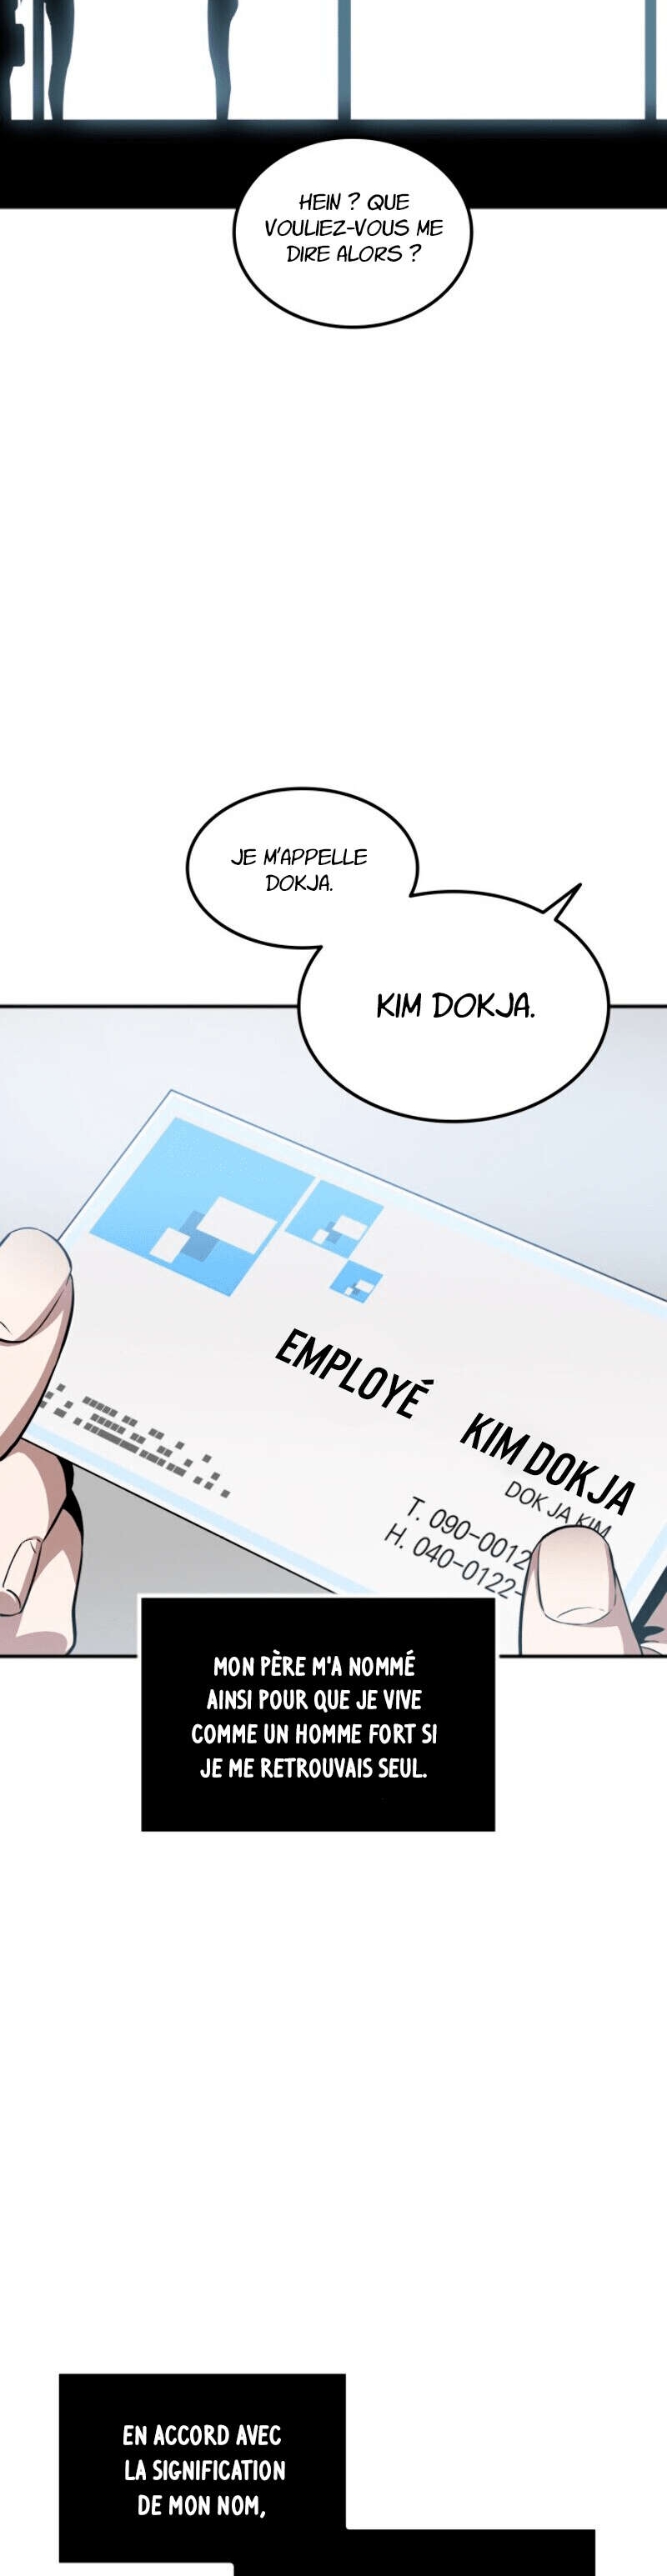 HEIN ? QUE
VOULIEZ-VOUS ME
DIRE ALORS ?
JE M'APPELLE
DOKJA.
KIM DOKJA.
EMPLOYÉ KIM DOKJA
DOK JA KIM
T. 090-0012
H. 040-0122-
MON PÈRE M'A NOMMÉ
AINSI POUR QUE JE VIVE
COMME UN HOMME FORT SI
JE ME RETROUVAIS SEUL.
EN ACCORD AVEC
LA SIGNIFICATION
DE MON NOM,